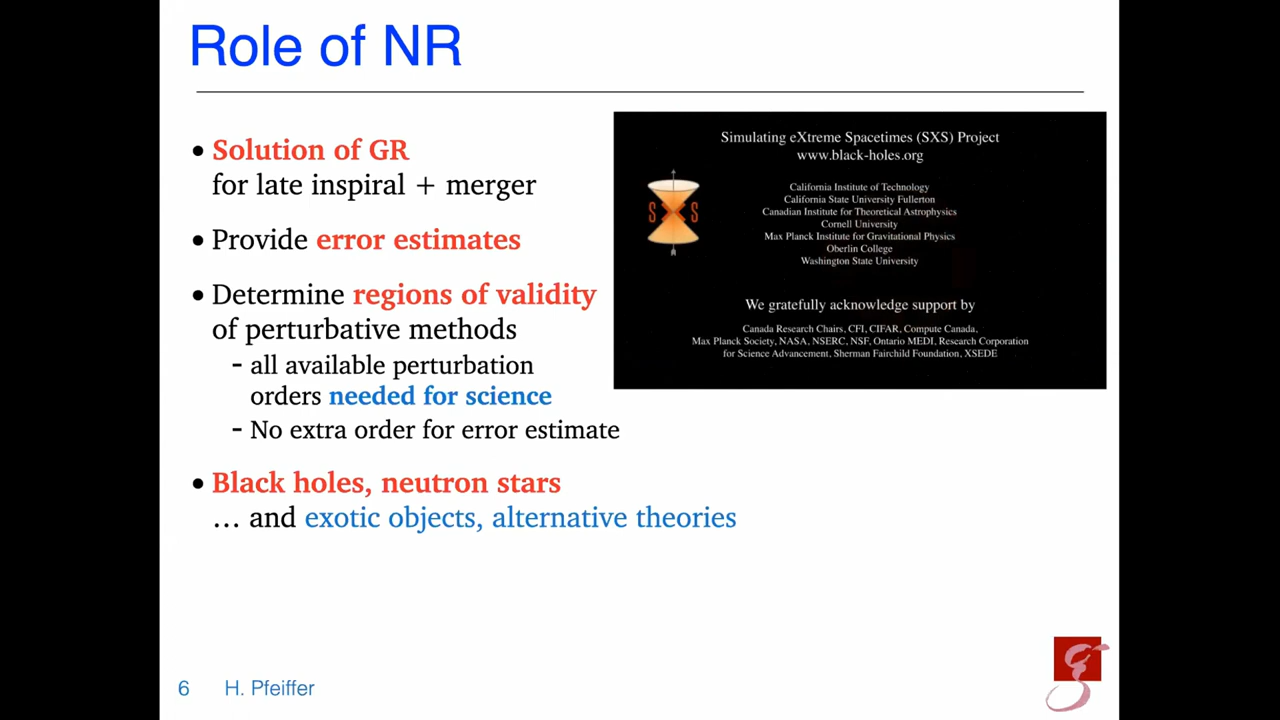 Role of NR
• Solution of GR
for late inspiral + merger
• Provide error estimates
• Determine regions of validity
of perturbative methods
- all available perturbation
orders needed for science
- No extra order for error estimate
• Black holes, neutron stars
... and exotic objects, alternative theories
Simulating eXtreme Spacetimes (SXS) Project
www.black-holes.org
SXS
California Institute of Technology
California State University Fullerton
Canadian Institute for Theoretical Astrophysics
Cornell University
Max Planck Institute for Gravitational Physics
Oberlin College
Washington State University
We gratefully acknowledge support by
Canada Research Chairs, CFI, CIFAR, Compute Canada,
Max Planck Society, NASA, NSERC, NSF, Ontario MEDI, Research Corporation
for Science Advancement, Sherman Fairchild Foundation, XSEDE
6 H. Pfeiffer